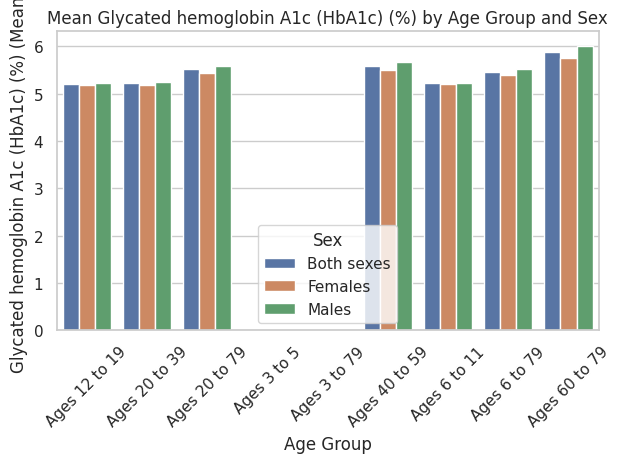 Mean Glycated hemoglobin A1c (HbA1c) (%) by Age Group and Sex
Glycated hemoglobin A1c (HbA1c) (%) (Mean
6
5
4
3
2
1
0
Sex
Both sexes
Females
Males
Ages 12 to 19
Ages 20 to 39
Ages 20 to 79
Ages 3 to 5
Ages 3 to 79
Ages 40 to 59
Ages 6 to 11
Ages 6 to 79
Ages 60 to 79
Age Group